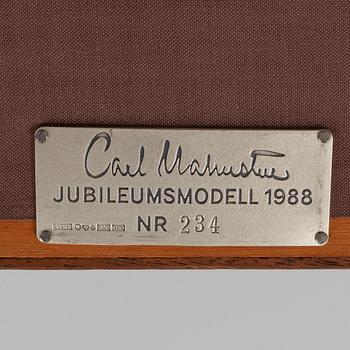 Carl Malmsten
JUBILEUMSMODELL 1988
NR 234